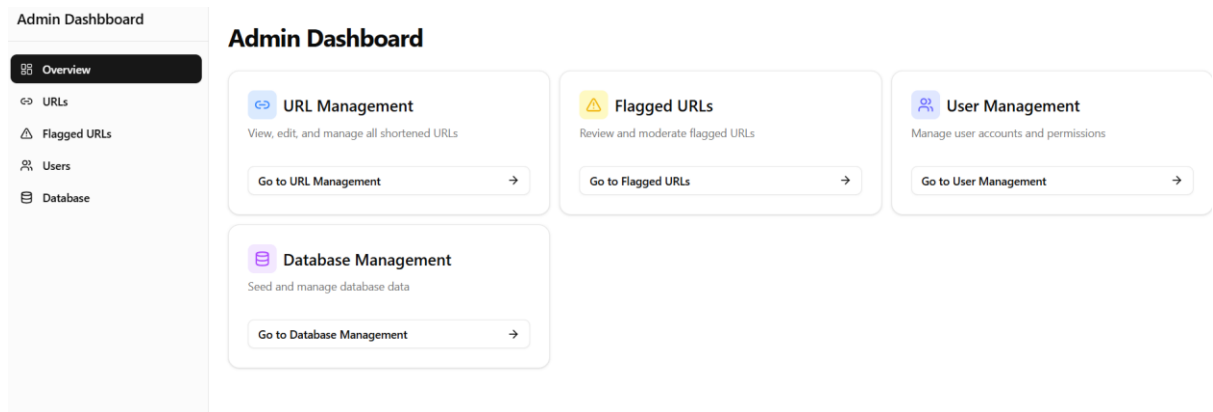 Admin Dashbboard
Overview
URLs
Flagged URLs
Users
Database
Admin Dashboard
URL Management
View, edit, and manage all shortened URLs
Go to URL Management
Flagged URLs
Review and moderate flagged URLs
Go to Flagged URLs
User Management
Manage user accounts and permissions
Go to User Management
Database Management
Seed and manage database data
Go to Database Management